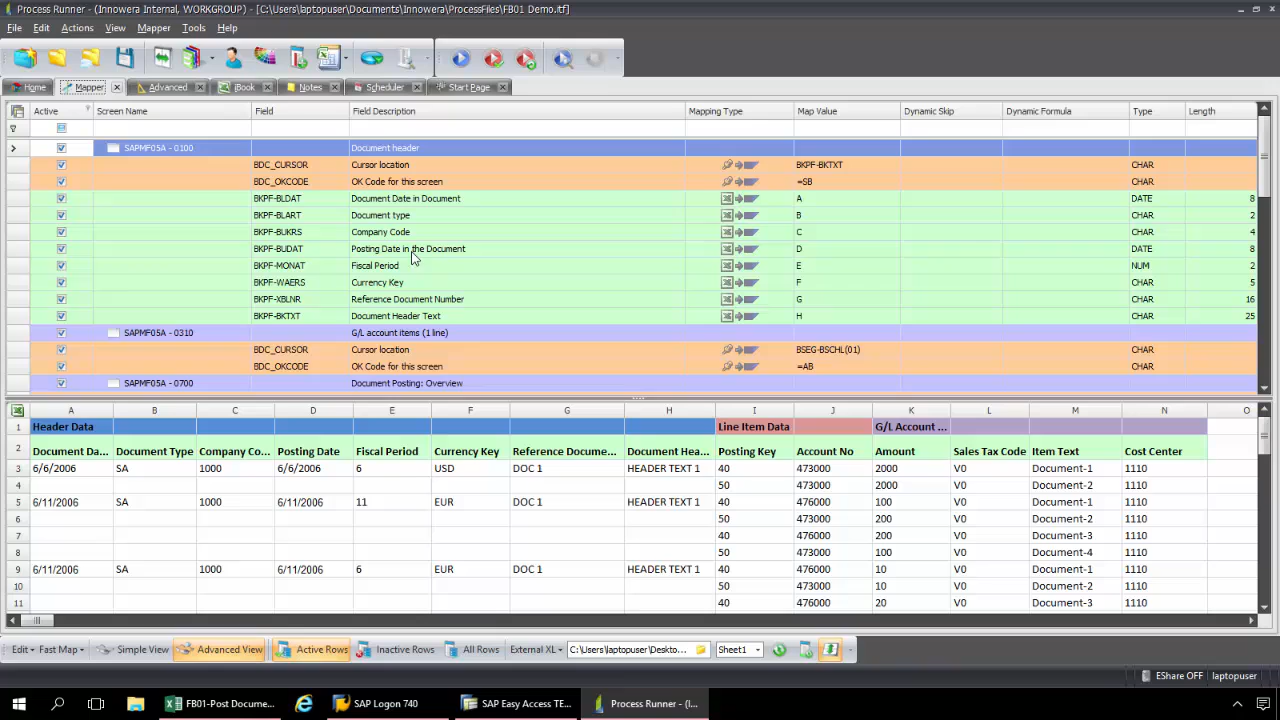 Process Runner - (Innowera Internal, WORKGROUP) - [C:\Users\laptopuser\Documents\Innowera\ProcessFiles\FB01 Demo.itf]
File Edit Actions View Mapper Tools Help
Home Mapper Advanced iBook Notes Scheduler Start Page
Active Screen Name Field Field Description Mapping Type Map Value Dynamic Skip Dynamic Formula Type Length
SAPMF05A - 0100 Document header
BDC_CURSOR Cursor location BKPF-BKTXT CHAR
BDC_OKCODE OK Code for this screen =SB CHAR
BKPF-BLDAT Document Date in Document A DATE 8
BKPF-BLART Document type B CHAR 2
BKPF-BUKRS Company Code C CHAR 4
BKPF-BUDAT Posting Date in the Document D DATE 8
BKPF-MONAT Fiscal Period E NUM 2
BKPF-WAERS Currency Key F CHAR 5
BKPF-XBLNR Reference Document Number G CHAR 16
BKPF-BKTXT Document Header Text H CHAR 25
SAPMF05A - 0310 G/L account items (1 line)
BDC_CURSOR Cursor location BSEG-BSCHL(01) CHAR
BDC_OKCODE OK Code for this screen =AB CHAR
SAPMF05A - 0700 Document Posting: Overview
A B C D E F G H I J K L M N O
1 Header Data Line Item Data G/L Account ...
2 Document Da... Document Type Company Co... Posting Date Fiscal Period Currency Key Reference Docume... Document Hea... Posting Key Account No Amount Sales Tax Code Item Text Cost Center
3 6/6/2006 SA 1000 6/6/2006 6 USD DOC 1 HEADER TEXT 1 40 473000 2000 V0 Document-1 1110
4 50 473000 2000 V0 Document-2 1110
5 6/11/2006 SA 1000 6/11/2006 11 EUR DOC 1 HEADER TEXT 1 40 476000 100 V0 Document-1 1110
6 50 473000 200 V0 Document-2 1110
7 40 476000 200 V0 Document-3 1110
8 50 473000 100 V0 Document-4 1110
9 6/11/2006 SA 1000 6/11/2006 6 EUR DOC 1 HEADER TEXT 1 40 476000 10 V0 Document-1 1110
10 50 473000 10 V0 Document-2 1110
11 40 476000 20 V0 Document-3 1110
Edit Fast Map Simple View Advanced View Active Rows Inactive Rows All Rows External XL C:\Users\laptopuser\Deskto... Sheet1
EShare OFF laptopuser
FB01-Post Docume... SAP Logon 740 SAP Easy Access TE... Process Runner - (I...